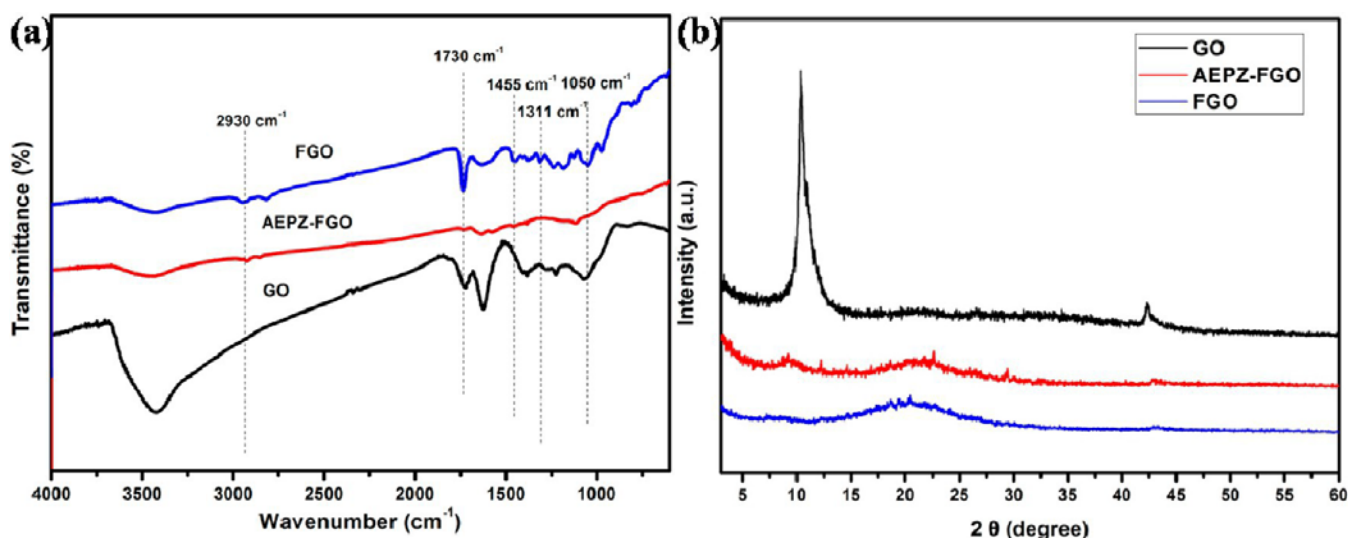 (a)
1730 cm⁻¹
1455 cm⁻¹
1050 cm⁻¹
1311 cm⁻¹
2930 cm⁻¹
FGO
AEPZ-FGO
GO
Transmittance (%)
4000 3500 3000 2500 2000 1500 1000
Wavenumber (cm⁻¹)
(b)
GO
AEPZ-FGO
FGO
Intensity (a.u.)
5 10 15 20 25 30 35 40 45 50 55 60
2 θ (degree)